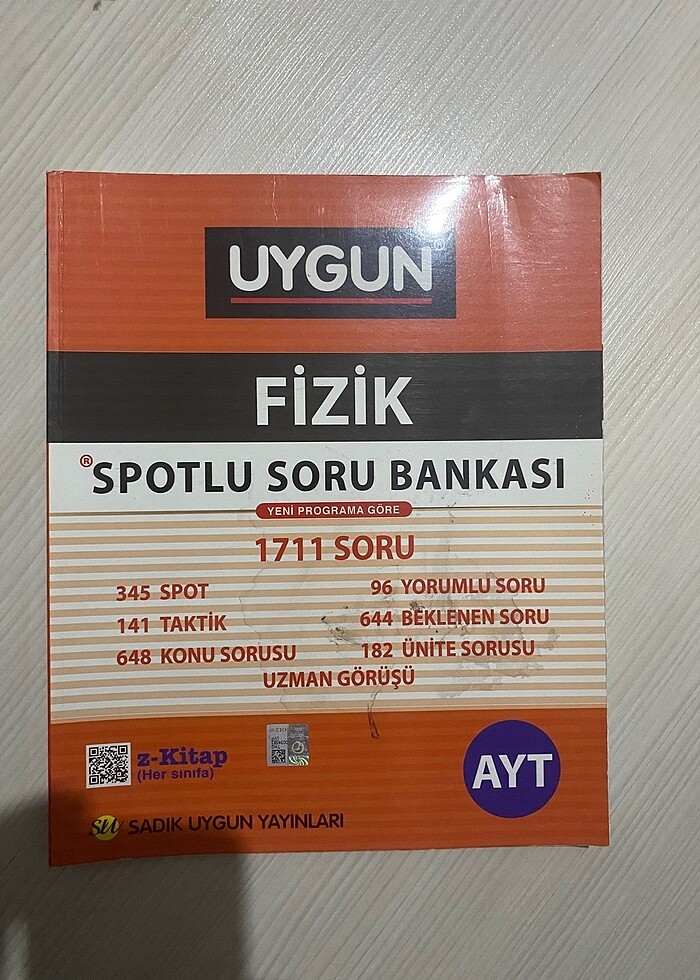 UYGUN®
FİZİK
® SPOTLU SORU BANKASI
YENİ PROGRAMA GÖRE
1711 SORU
345 SPOT 96 YORUMLU SORU
141 TAKTİK 644 BEKLENEN SORU
648 KONU SORUSU 182 ÜNİTE SORUSU
UZMAN GÖRÜŞÜ
z-Kitap
(Her sınıfa)
AYT
su SADIK UYGUN YAYINLARI